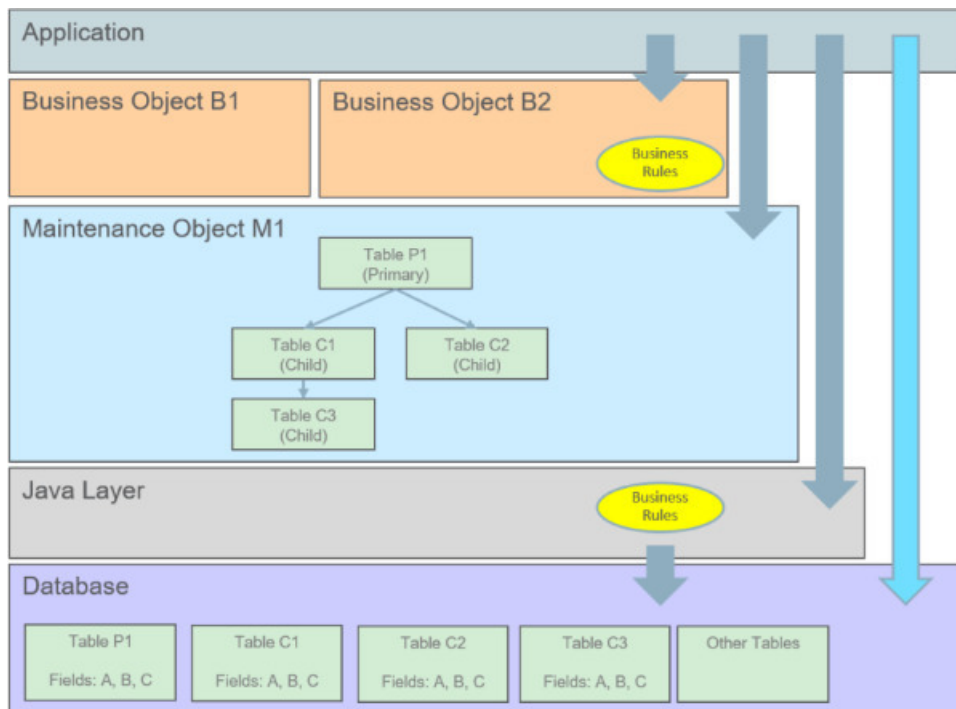 Application
Business Object B1
Business Object B2
Business
Rules
Maintenance Object M1
Table P1
(Primary)
Table C1
(Child)
Table C2
(Child)
Table C3
(Child)
Java Layer
Business
Rules
Database
Table P1
Fields: A, B, C
Table C1
Fields: A, B, C
Table C2
Fields: A, B, C
Table C3
Fields: A, B, C
Other Tables